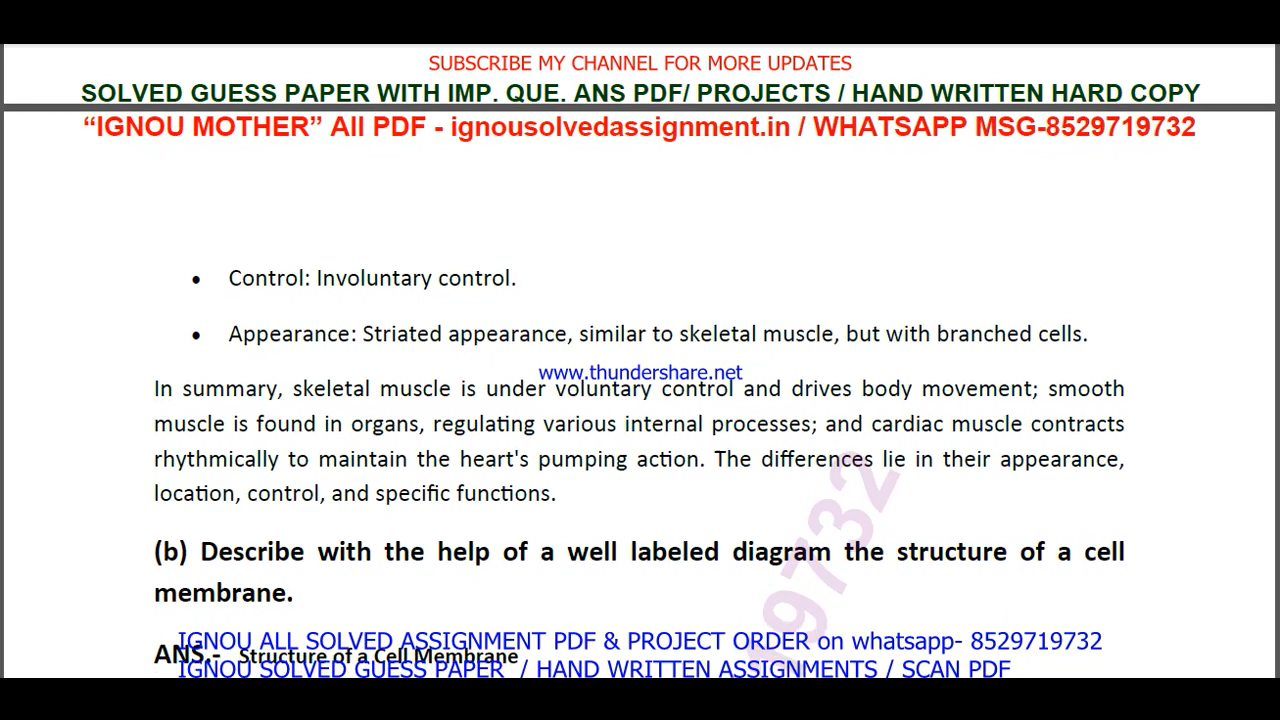 SUBSCRIBE MY CHANNEL FOR MORE UPDATES
SOLVED GUESS PAPER WITH IMP. QUE. ANS PDF/ PROJECTS / HAND WRITTEN HARD COPY
“IGNOU MOTHER” All PDF - ignousolvedassignment.in / WHATSAPP MSG-8529719732
• Control: Involuntary control.
• Appearance: Striated appearance, similar to skeletal muscle, but with branched cells.
www.thundershare.net
In summary, skeletal muscle is under voluntary control and drives body movement; smooth
muscle is found in organs, regulating various internal processes; and cardiac muscle contracts
rhythmically to maintain the heart's pumping action. The differences lie in their appearance,
location, control, and specific functions.
19732
(b) Describe with the help of a well labeled diagram the structure of a cell
membrane.
IGNOU ALL SOLVED ASSIGNMENT PDF & PROJECT ORDER on whatsapp- 8529719732
ANS.- Structure of a Cell Membrane
IGNOU SOLVED GUESS PAPER / HAND WRITTEN ASSIGNMENTS / SCAN PDF